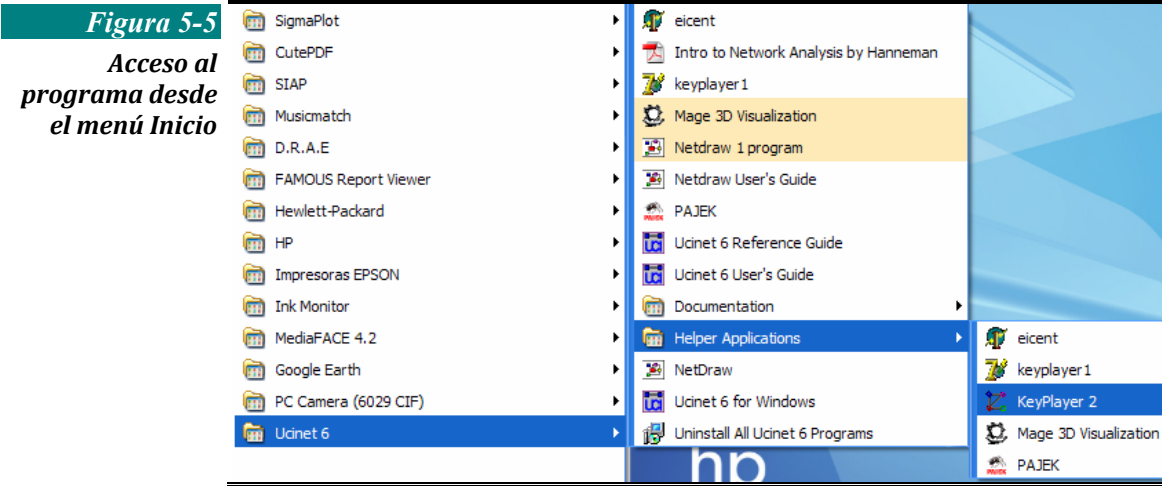 Figura 5-5
Acceso al
programa desde
el menú Inicio
SigmaPlot
CutePDF
SIAP
Musicmatch
D.R.A.E
FAMOUS Report Viewer
Hewlett-Packard
HP
Impresoras EPSON
Ink Monitor
MediaFACE 4.2
Google Earth
PC Camera (6029 CIF)
Ucinet 6
eicent
Intro to Network Analysis by Hanneman
keyplayer1
Mage 3D Visualization
Netdraw 1 program
Netdraw User's Guide
PAJEK
Ucinet 6 Reference Guide
Ucinet 6 User's Guide
Documentation
Helper Applications
NetDraw
Ucinet 6 for Windows
Uninstall All Ucinet 6 Programs
eicent
keyplayer1
KeyPlayer 2
Mage 3D Visualization
PAJEK
hp